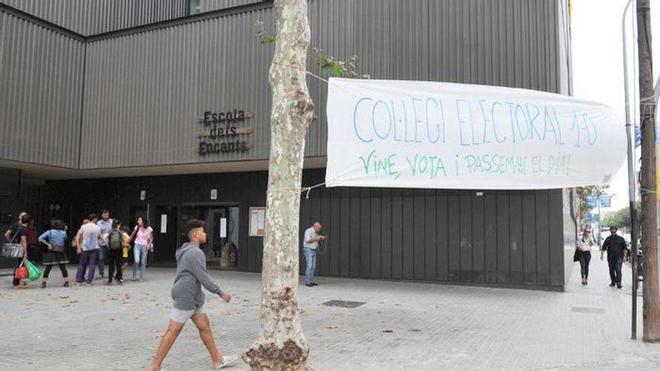 Escola
dels
Encants
COL·LEGI ELECTORAL 1-O
VINE, VOTA i PASSEM-HI EL DIA!